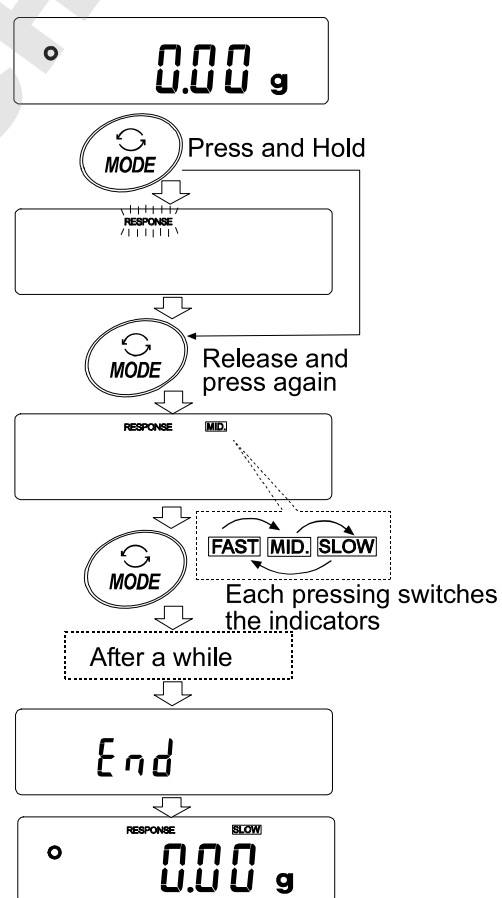 0.00 g
MODE
Press and Hold
RESPONSE
MODE
Release and
press again
RESPONSE MID.
FAST MID. SLOW
MODE
Each pressing switches
the indicators
After a while
End
RESPONSE SLOW
0.00 g